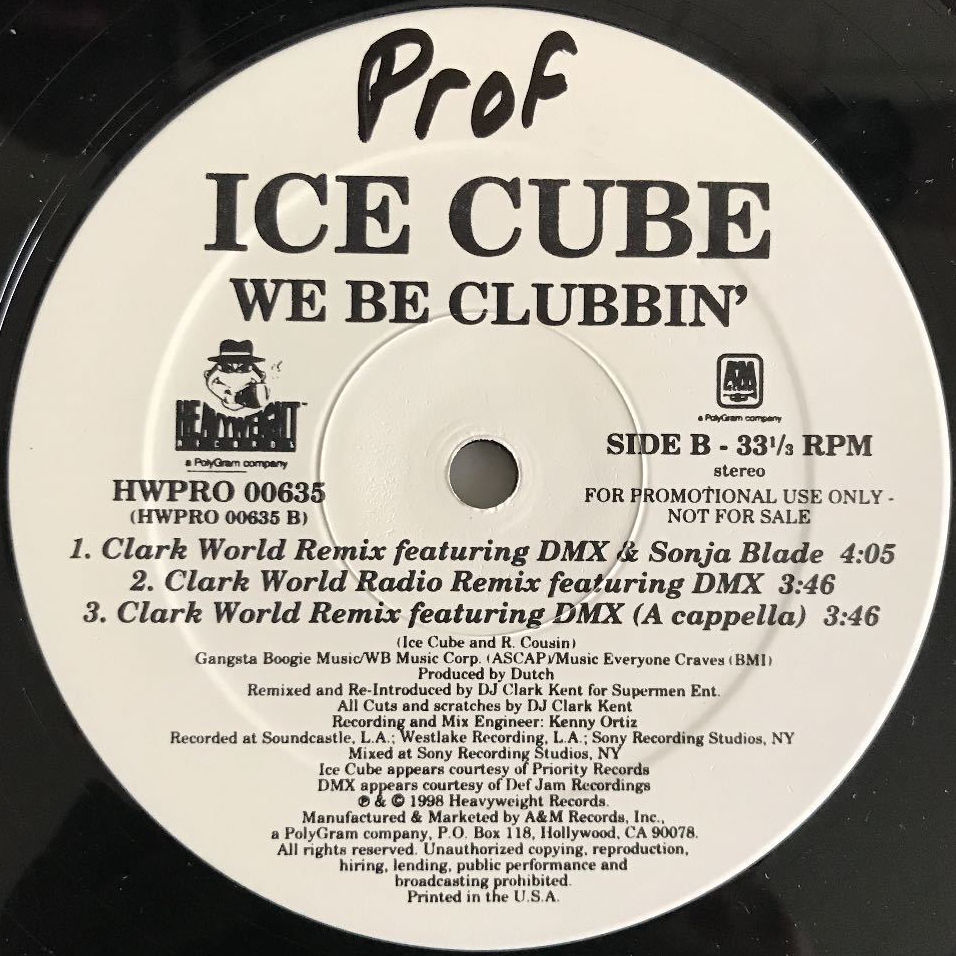 Prof
ICE CUBE
WE BE CLUBBIN'
HEAVYWEIGHT
RECORDS
a PolyGram company
HWPRO 00635
(HWPRO 00635 B)
A&M
RECORDS
a PolyGram company
SIDE B - 33 1/3 RPM
stereo
FOR PROMOTIONAL USE ONLY -
NOT FOR SALE
1. Clark World Remix featuring DMX & Sonja Blade 4:05
2. Clark World Radio Remix featuring DMX 3:46
3. Clark World Remix featuring DMX (A cappella) 3:46
(Ice Cube and R. Cousin)
Gangsta Boogie Music/WB Music Corp. (ASCAP)/Music Everyone Craves (BMI)
Produced by Dutch
Remixed and Re-Introduced by DJ Clark Kent for Supermen Ent.
All Cuts and scratches by DJ Clark Kent
Recording and Mix Engineer: Kenny Ortiz
Recorded at Soundcastle, L.A.; Westlake Recording, L.A.; Sony Recording Studios, NY
Mixed at Sony Recording Studios, NY
Ice Cube appears courtesy of Priority Records
DMX appears courtesy of Def Jam Recordings
℗ & © 1998 Heavyweight Records.
Manufactured & Marketed by A&M Records, Inc.,
a PolyGram company, P.O. Box 118, Hollywood, CA 90078.
All rights reserved. Unauthorized copying, reproduction,
hiring, lending, public performance and
broadcasting prohibited.
Printed in the U.S.A.